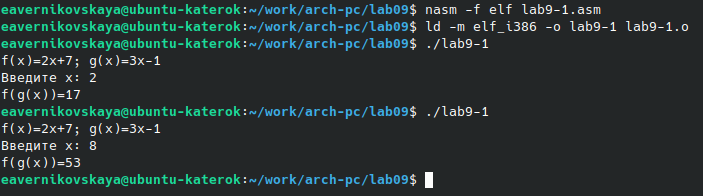 eavernikovskaya@ubuntu-katerok:~/work/arch-pc/lab09$ nasm -f elf lab9-1.asm
eavernikovskaya@ubuntu-katerok:~/work/arch-pc/lab09$ ld -m elf_i386 -o lab9-1 lab9-1.o
eavernikovskaya@ubuntu-katerok:~/work/arch-pc/lab09$ ./lab9-1
f(x)=2x+7; g(x)=3x-1
Введите x: 2
f(g(x))=17
eavernikovskaya@ubuntu-katerok:~/work/arch-pc/lab09$ ./lab9-1
f(x)=2x+7; g(x)=3x-1
Введите x: 8
f(g(x))=53
eavernikovskaya@ubuntu-katerok:~/work/arch-pc/lab09$